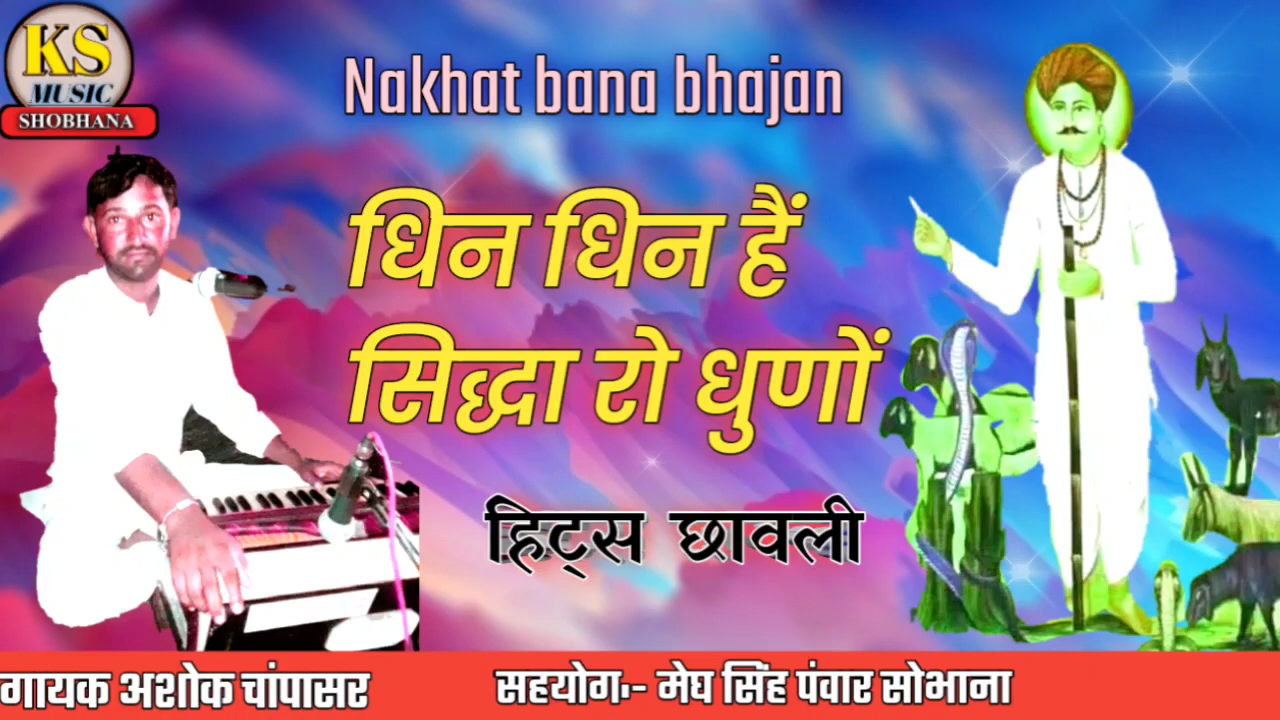 KS
MUSIC
SHOBHANA
Nakhat bana bhajan
धिन धिन हैं
सिद्धा रो धुणों
हिट्स छावली
गायक अशोक चांपासर
सहयोग:- मेघ सिंह पंवार सोभाना